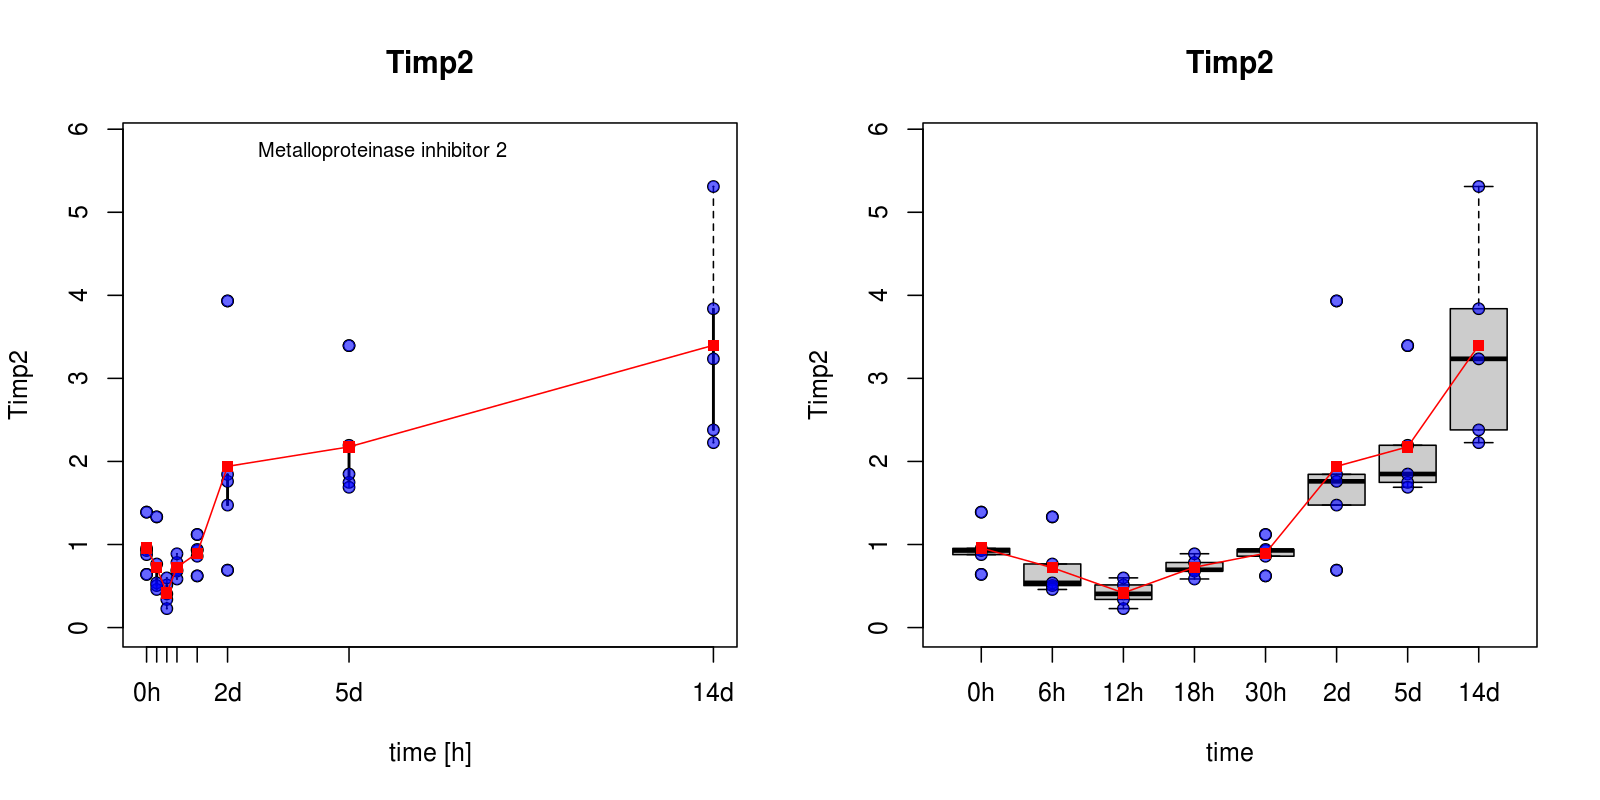 Timp2
Metalloproteinase inhibitor 2
Timp2
0 1 2 3 4 5 6
0h 2d 5d 14d
time [h]
Timp2
Timp2
0 1 2 3 4 5 6
0h 6h 12h 18h 30h 2d 5d 14d
time